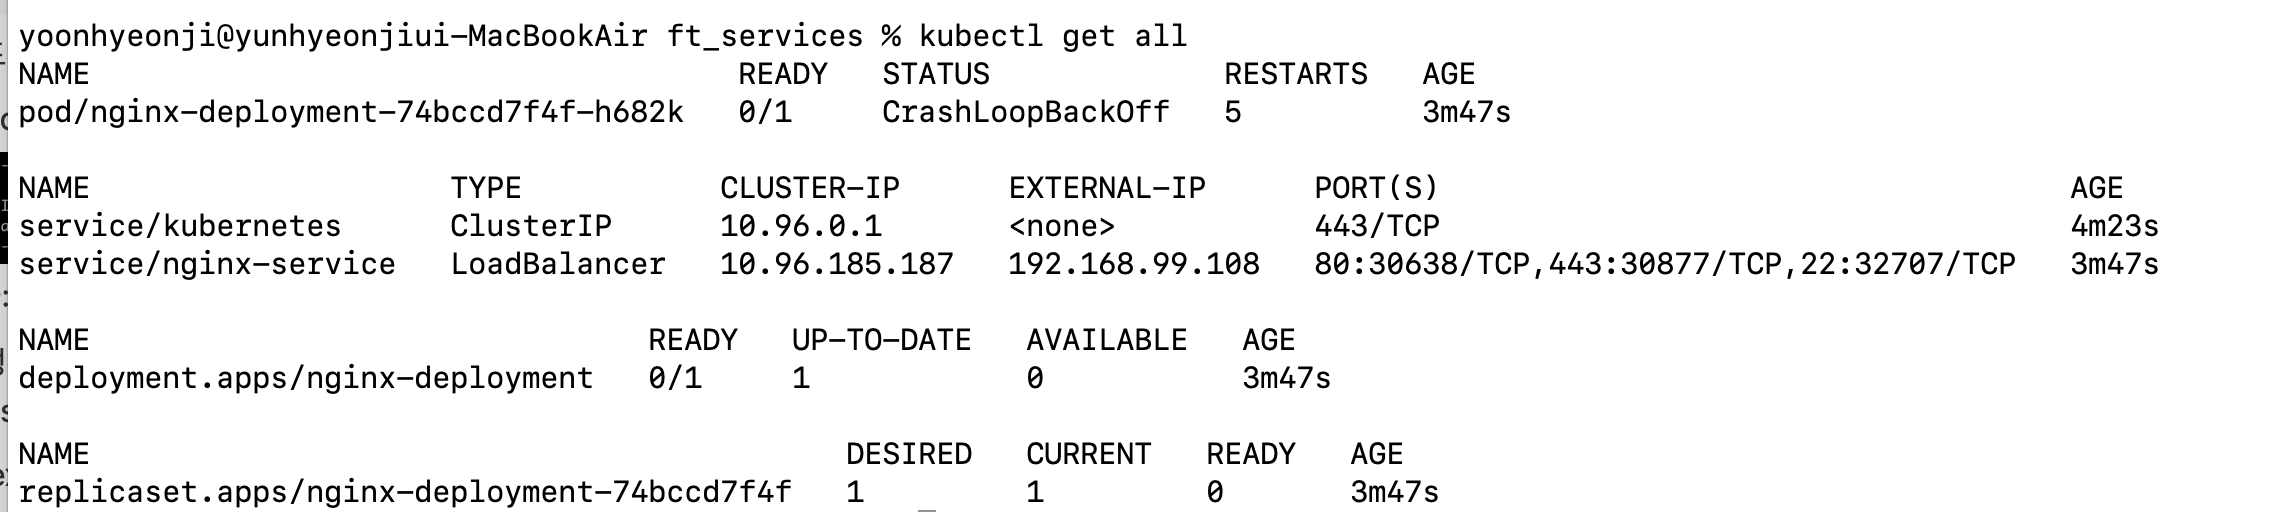 yoonhyeonji@yunhyeonjiui-MacBookAir ft_services % kubectl get all
NAME READY STATUS RESTARTS AGE
pod/nginx-deployment-74bccd7f4f-h682k 0/1 CrashLoopBackOff 5 3m47s
NAME TYPE CLUSTER-IP EXTERNAL-IP PORT(S) AGE
service/kubernetes ClusterIP 10.96.0.1 <none> 443/TCP 4m23s
service/nginx-service LoadBalancer 10.96.185.187 192.168.99.108 80:30638/TCP,443:30877/TCP,22:32707/TCP 3m47s
NAME READY UP-TO-DATE AVAILABLE AGE
deployment.apps/nginx-deployment 0/1 1 0 3m47s
NAME DESIRED CURRENT READY AGE
replicaset.apps/nginx-deployment-74bccd7f4f 1 1 0 3m47s